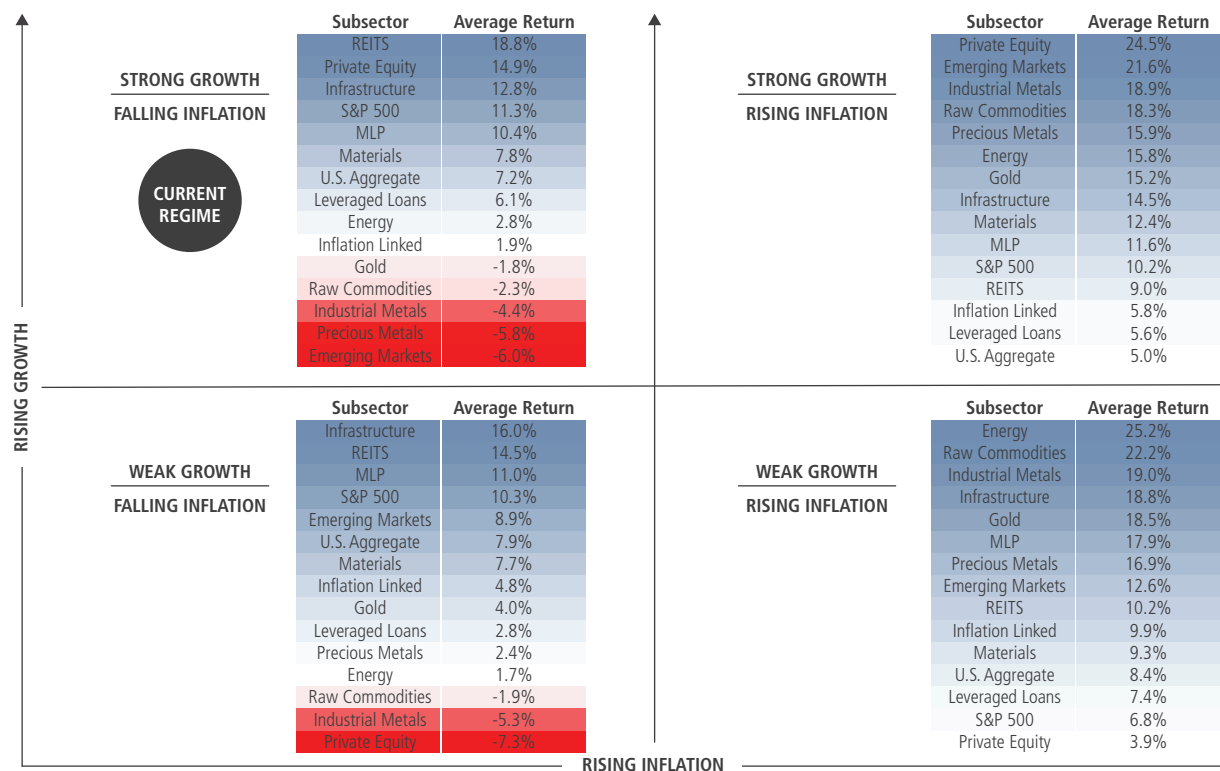 Subsector Average Return
REITS 18.8%
Private Equity 14.9%
Infrastructure 12.8%
S&P 500 11.3%
MLP 10.4%
Materials 7.8%
U.S. Aggregate 7.2%
Leveraged Loans 6.1%
Energy 2.8%
Inflation Linked 1.9%
Gold -1.8%
Raw Commodities -2.3%
Industrial Metals -4.4%
Precious Metals -5.8%
Emerging Markets -6.0%
STRONG GROWTH
FALLING INFLATION
CURRENT
REGIME
Subsector Average Return
Private Equity 24.5%
Emerging Markets 21.6%
Industrial Metals 18.9%
Raw Commodities 18.3%
Precious Metals 15.9%
Energy 15.8%
Gold 15.2%
Infrastructure 14.5%
Materials 12.4%
MLP 11.6%
S&P 500 10.2%
REITS 9.0%
Inflation Linked 5.8%
Leveraged Loans 5.6%
U.S. Aggregate 5.0%
STRONG GROWTH
RISING INFLATION
RISING GROWTH
Subsector Average Return
Infrastructure 16.0%
REITS 14.5%
MLP 11.0%
S&P 500 10.3%
Emerging Markets 8.9%
U.S. Aggregate 7.9%
Materials 7.7%
Inflation Linked 4.8%
Gold 4.0%
Leveraged Loans 2.8%
Precious Metals 2.4%
Energy 1.7%
Raw Commodities -1.9%
Industrial Metals -5.3%
Private Equity -7.3%
WEAK GROWTH
FALLING INFLATION
Subsector Average Return
Energy 25.2%
Raw Commodities 22.2%
Industrial Metals 19.0%
Infrastructure 18.8%
Gold 18.5%
MLP 17.9%
Precious Metals 16.9%
Emerging Markets 12.6%
REITS 10.2%
Inflation Linked 9.9%
Materials 9.3%
U.S. Aggregate 8.4%
Leveraged Loans 7.4%
S&P 500 6.8%
Private Equity 3.9%
WEAK GROWTH
RISING INFLATION
RISING INFLATION